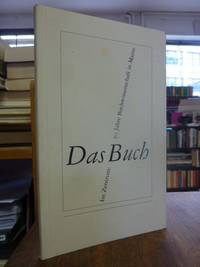 Im Zentrum:
Das Buch
50 Jahre Buchwissenschaft in Mainz